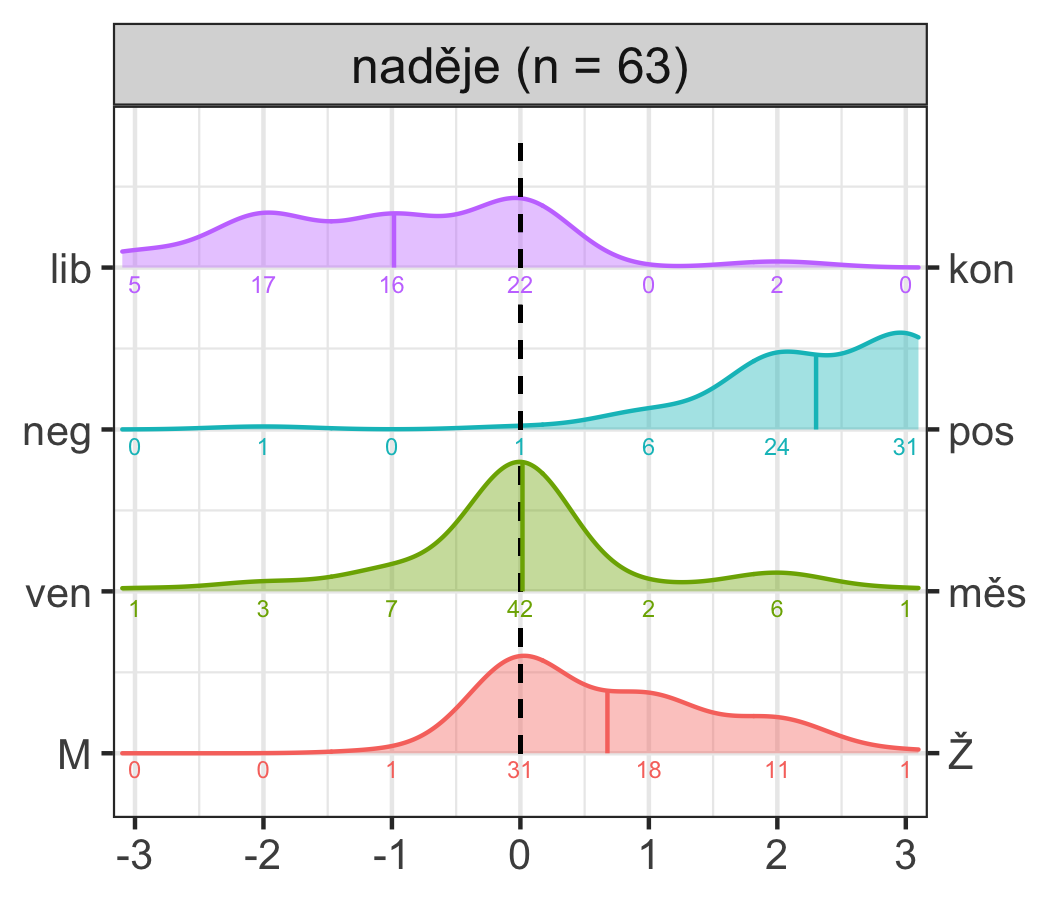 naděje (n = 63)
lib kon
5 17 16 22 0 2 0
neg pos
0 1 0 1 6 24 31
ven měs
1 3 7 42 2 6 1
M Ž
0 0 1 31 18 11 1
-3 -2 -1 0 1 2 3